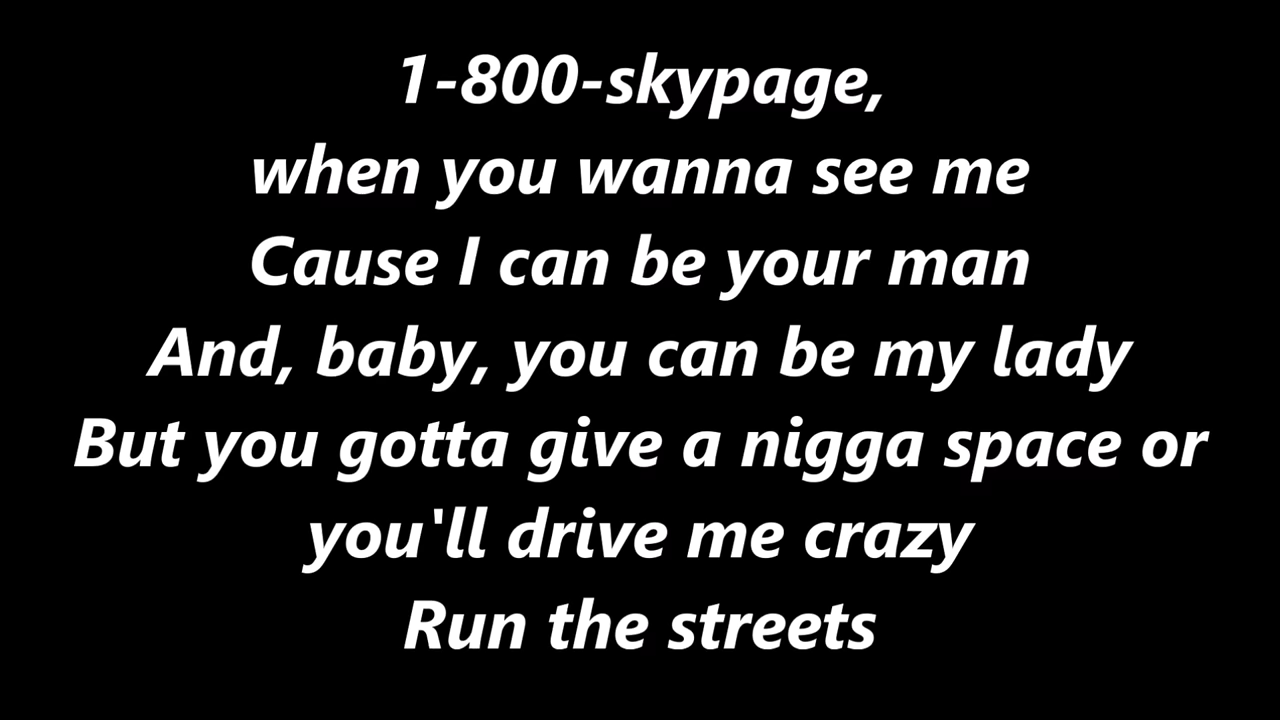 1-800-skypage,
when you wanna see me
Cause I can be your man
And, baby, you can be my lady
But you gotta give a nigga space or
you'll drive me crazy
Run the streets